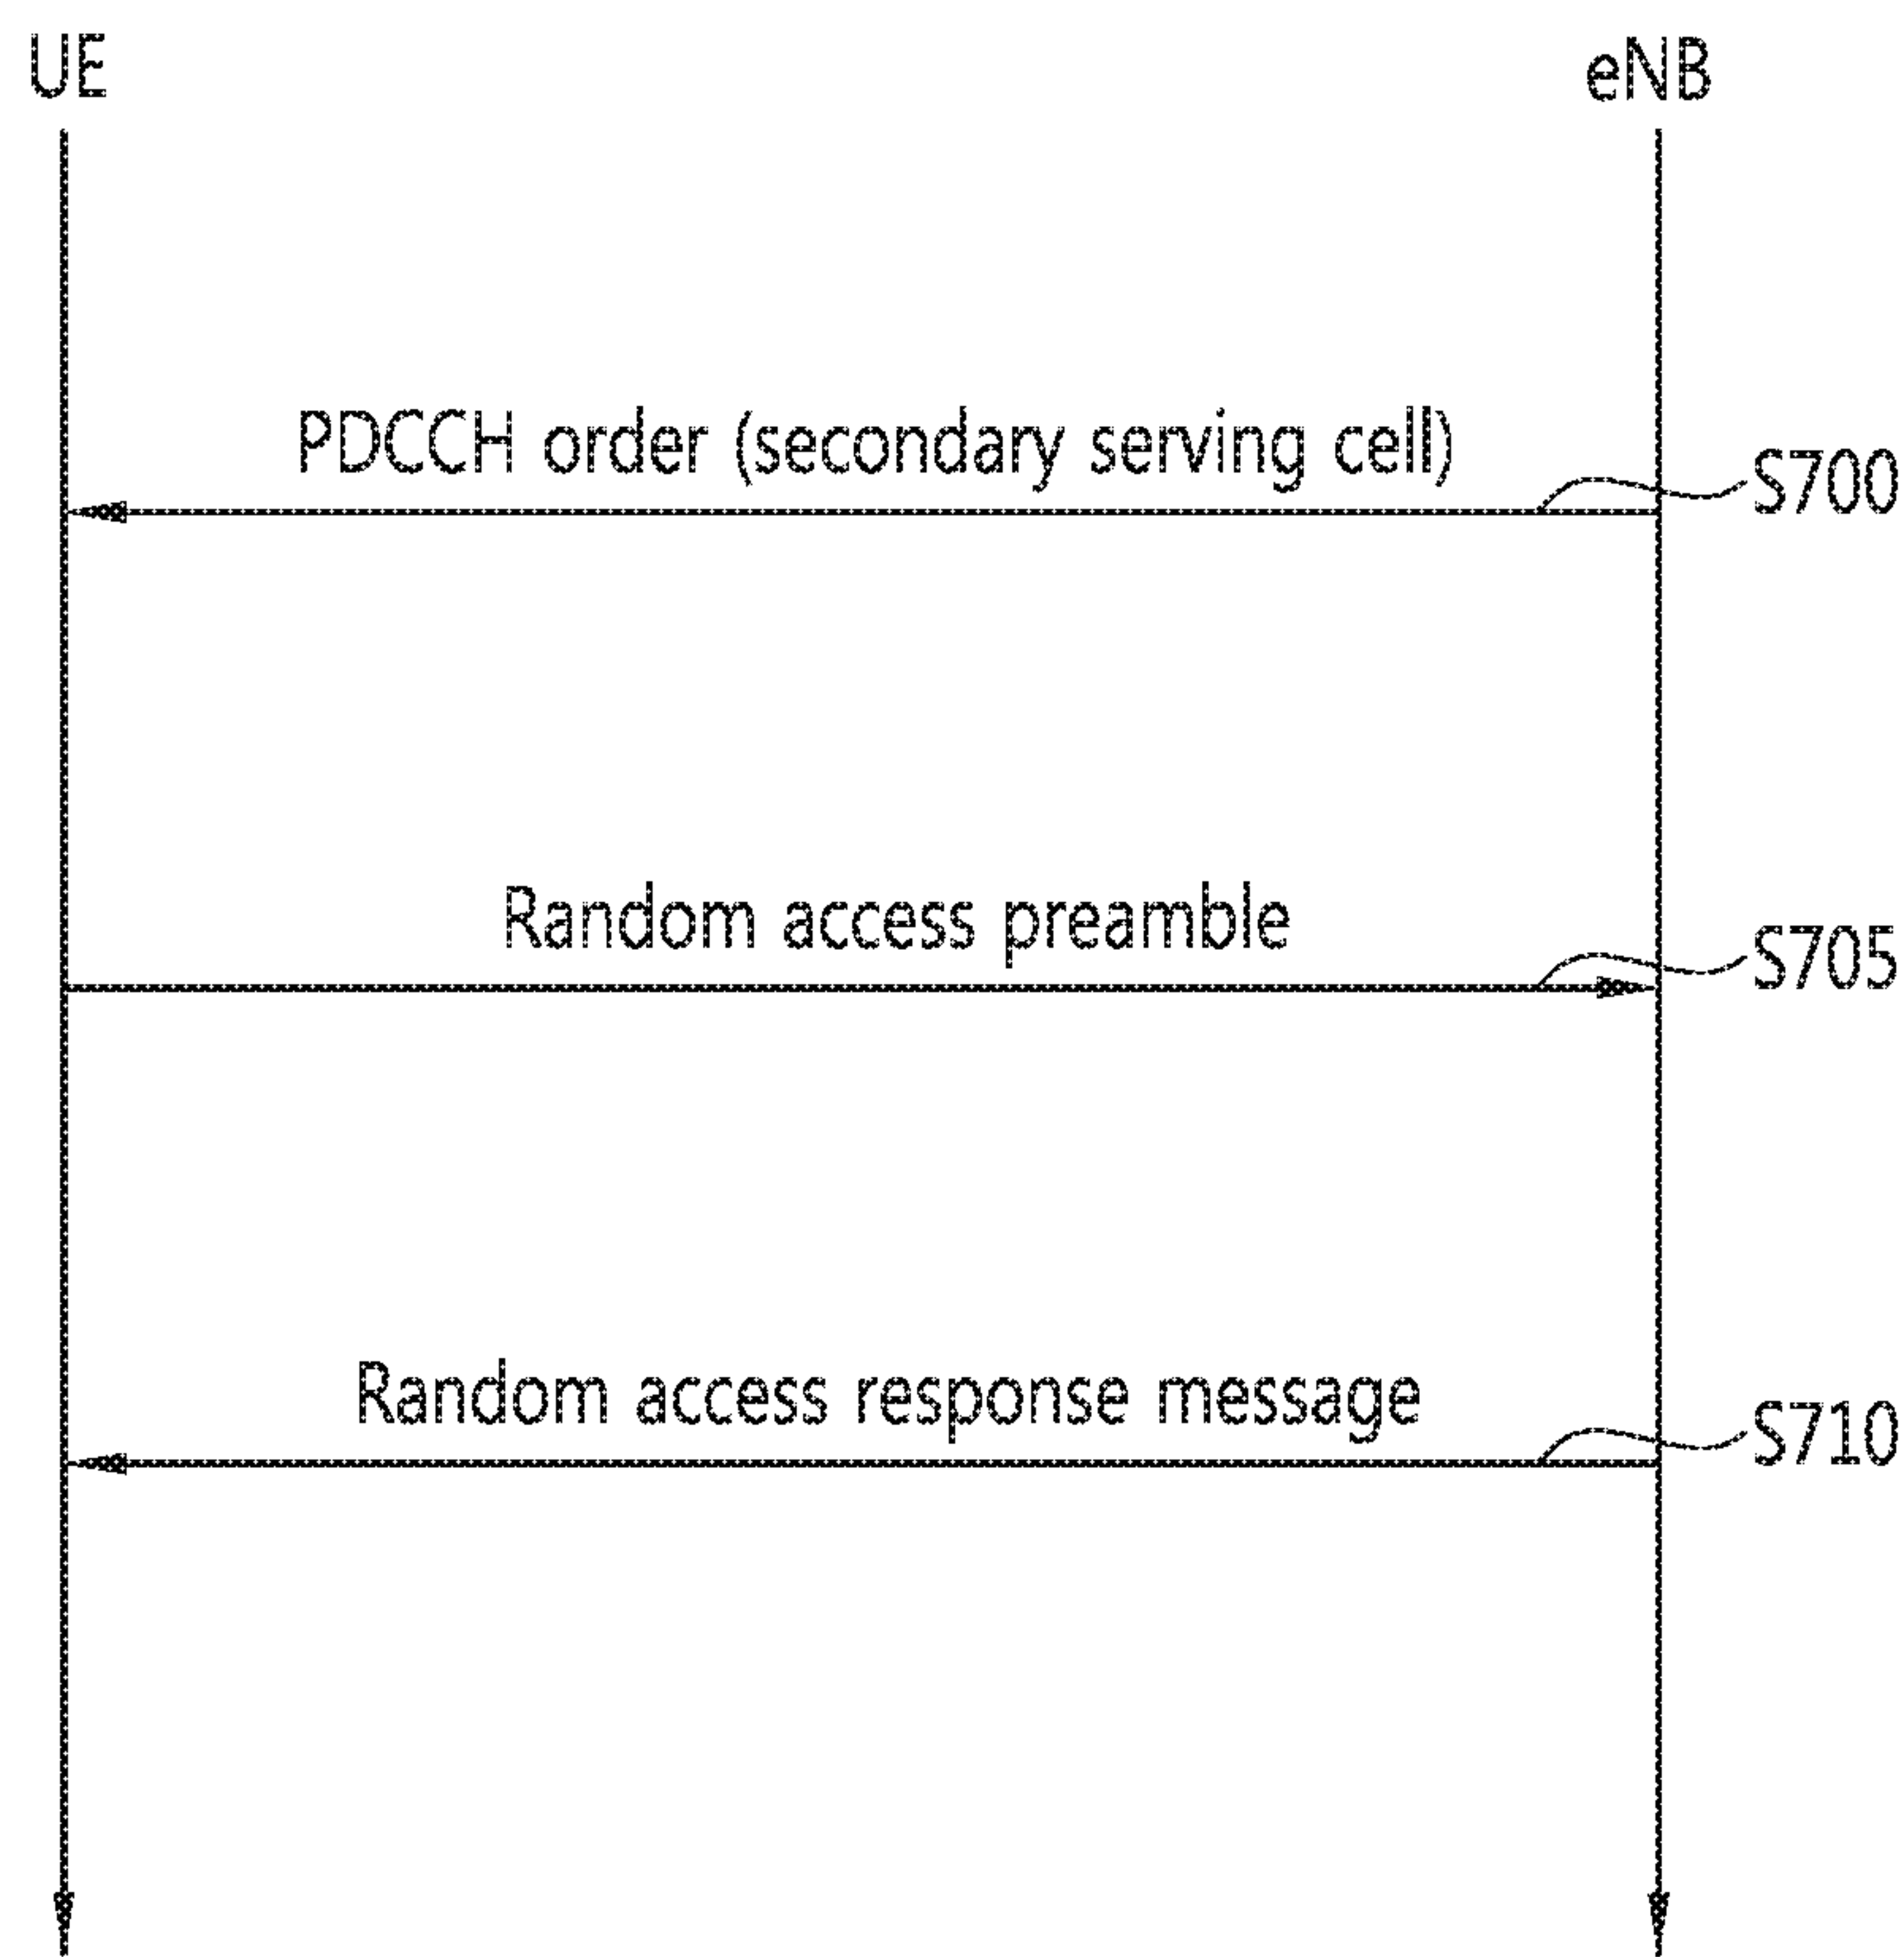 UE
eNB
PDCCH order (secondary serving cell)
S700
Random access preamble
S705
Random access response message
S710